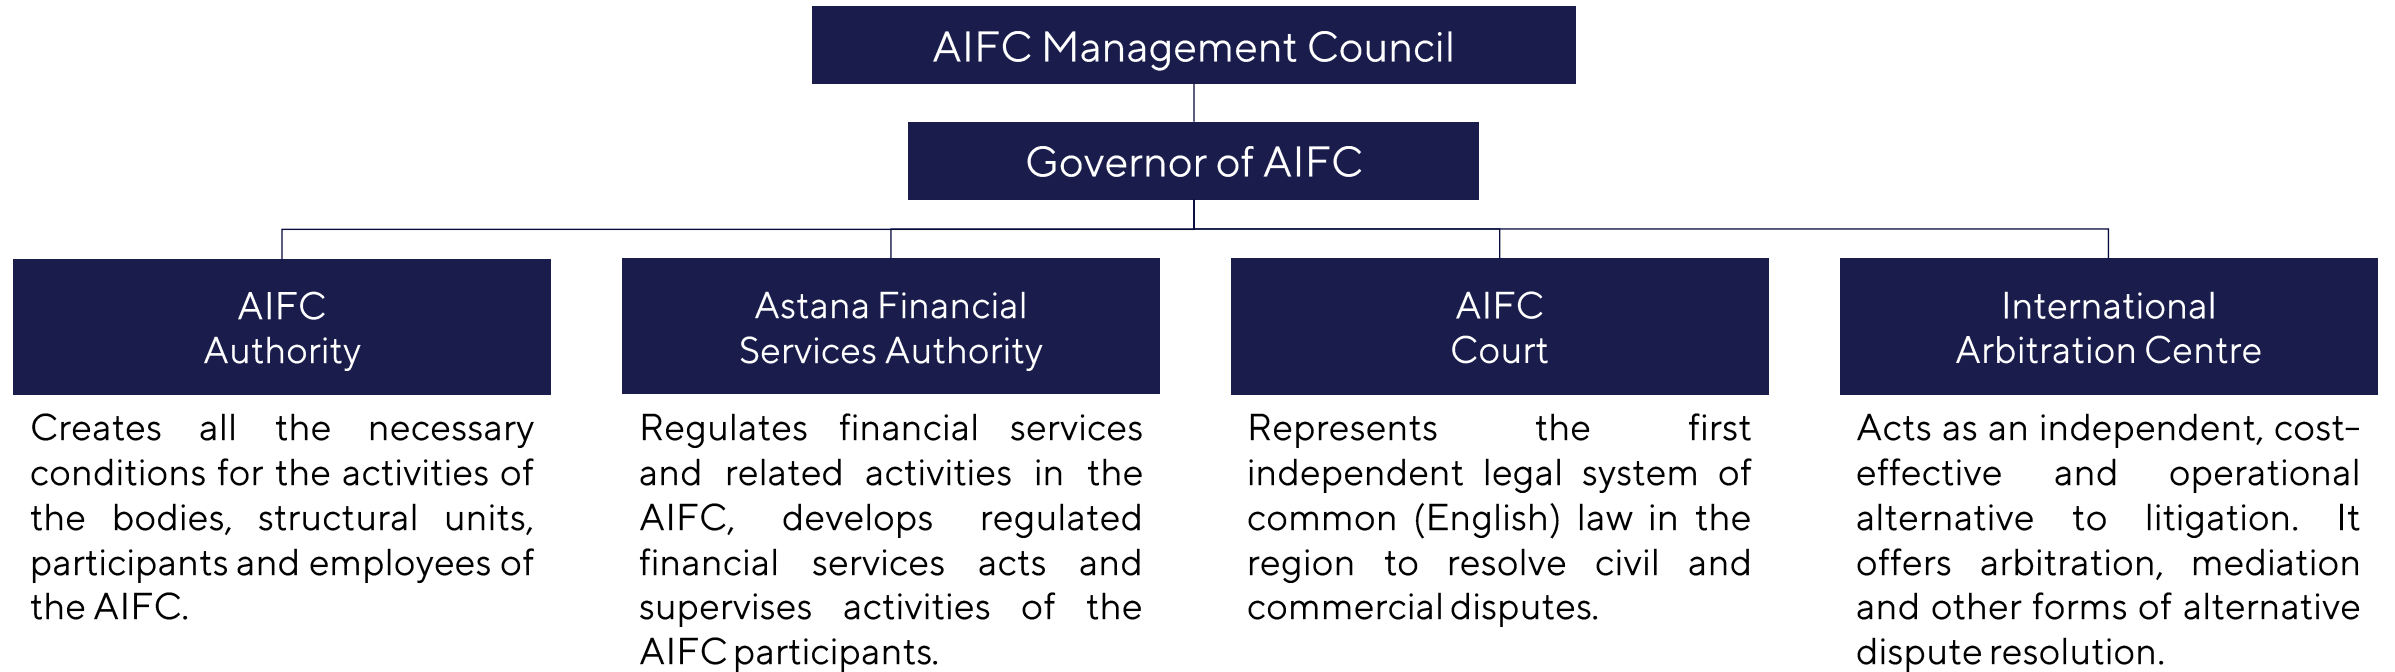 AIFC Management Council
Governor of AIFC
AIFC
Authority
Creates all the necessary
conditions for the activities of
the bodies, structural units,
participants and employees of
the AIFC.
Astana Financial
Services Authority
Regulates financial services
and related activities in the
AIFC, develops regulated
financial services acts and
supervises activities of the
AIFC participants.
AIFC
Court
Represents the first
independent legal system of
common (English) law in the
region to resolve civil and
commercial disputes.
International
Arbitration Centre
Acts as an independent, cost-
effective and operational
alternative to litigation. It
offers arbitration, mediation
and other forms of alternative
dispute resolution.